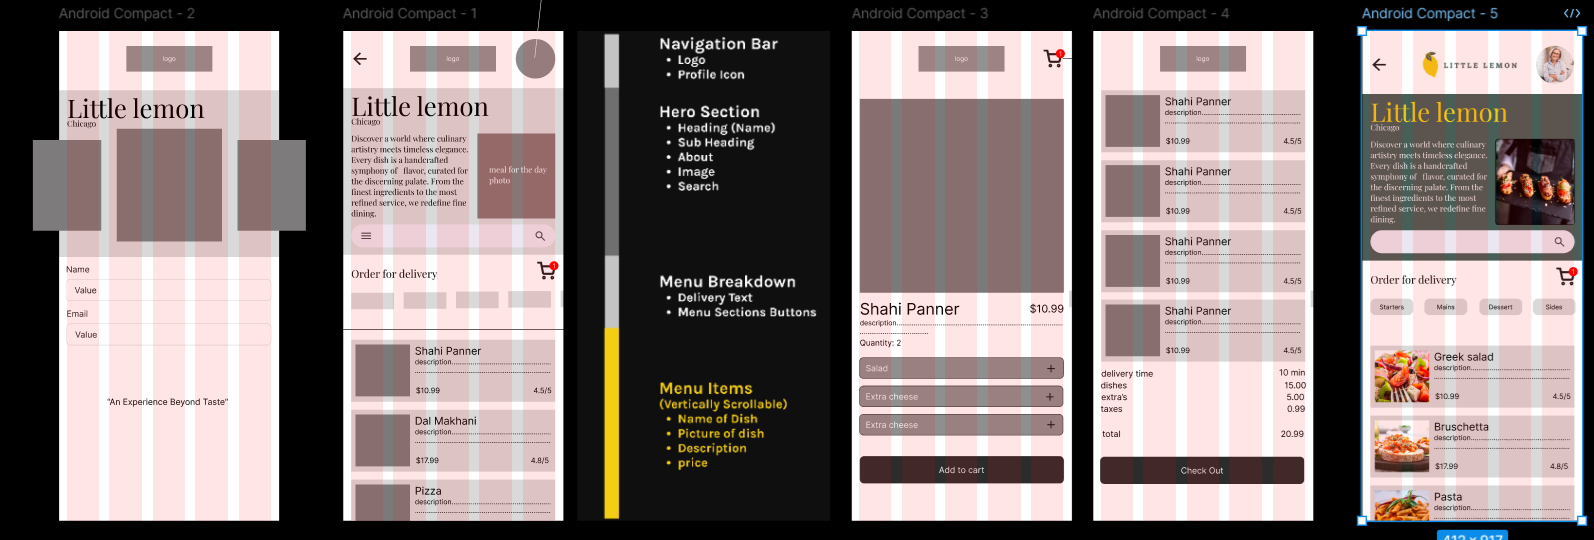 Android Compact - 2
logo
Little lemon
Chicago
Name
Value
Email
Value
"An Experience Beyond Taste"
Android Compact - 1
logo
Little lemon
Chicago
Discover a world where culinary
artistry meets timeless elegance.
Every dish is a handcrafted
symphony of flavor, curated for
the discerning palate. From the
finest ingredients to the most
refined service, we redefine fine
dining.
meal for the day
photo
Order for delivery
1
Shahi Panner
description
$10.99
4.5/5
Dal Makhani
description
$17.99
4.8/5
Pizza
description
Navigation Bar
• Logo
• Profile Icon
Hero Section
• Heading (Name)
• Sub Heading
• About
• Image
• Search
Menu Breakdown
• Delivery Text
• Menu Sections Buttons
Menu Items
(Vertically Scrollable)
• Name of Dish
• Picture of dish
• Description
• price
Android Compact - 3
logo
1
Shahi Panner
$10.99
description
Quantity: 2
Salad +
Extra cheese +
Extra cheese +
Add to cart
Android Compact - 4
logo
Shahi Panner
description
$10.99
4.5/5
Shahi Panner
description
$10.99
4.5/5
Shahi Panner
description
$10.99
4.5/5
Shahi Panner
description
$10.99
4.5/5
delivery time 10 min
dishes 15.00
extra's 5.00
taxes 0.99
total 20.99
Check Out
Android Compact - 5
</>
LITTLE LEMON
Little lemon
Chicago
Discover a world where culinary
artistry meets timeless elegance.
Every dish is a handcrafted
symphony of flavor, curated for
the discerning palate. From the
finest ingredients to the most
refined service, we redefine fine
dining.
Order for delivery
1
Starters Mains Dessert Sides
Greek salad
description
$10.99
4.5/5
Bruschetta
description
$17.99
4.8/5
Pasta
description
412 × 917